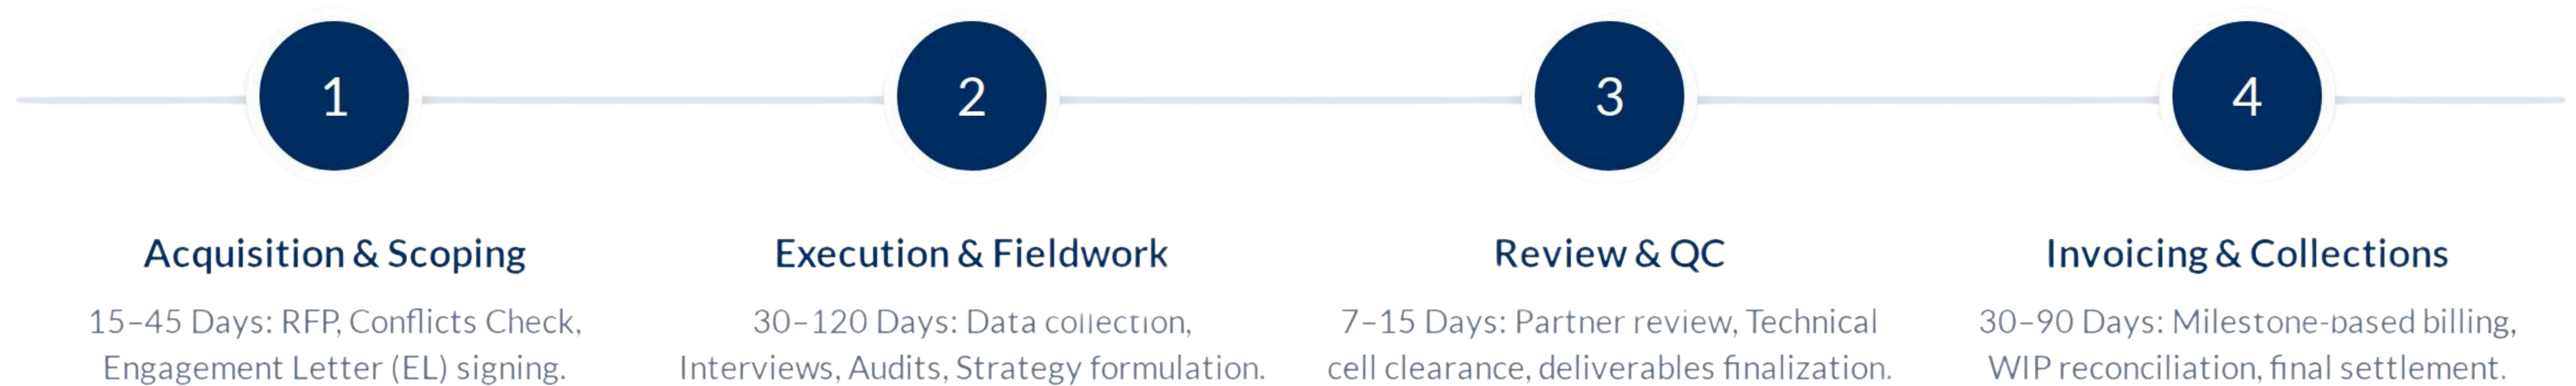 1
2
3
4
Acquisition & Scoping
15–45 Days: RFP, Conflicts Check,
Engagement Letter (EL) signing.
Execution & Fieldwork
30–120 Days: Data collection,
Interviews, Audits, Strategy formulation.
Review & QC
7–15 Days: Partner review, Technical
cell clearance, deliverables finalization.
Invoicing & Collections
30–90 Days: Milestone-based billing,
WIP reconciliation, final settlement.